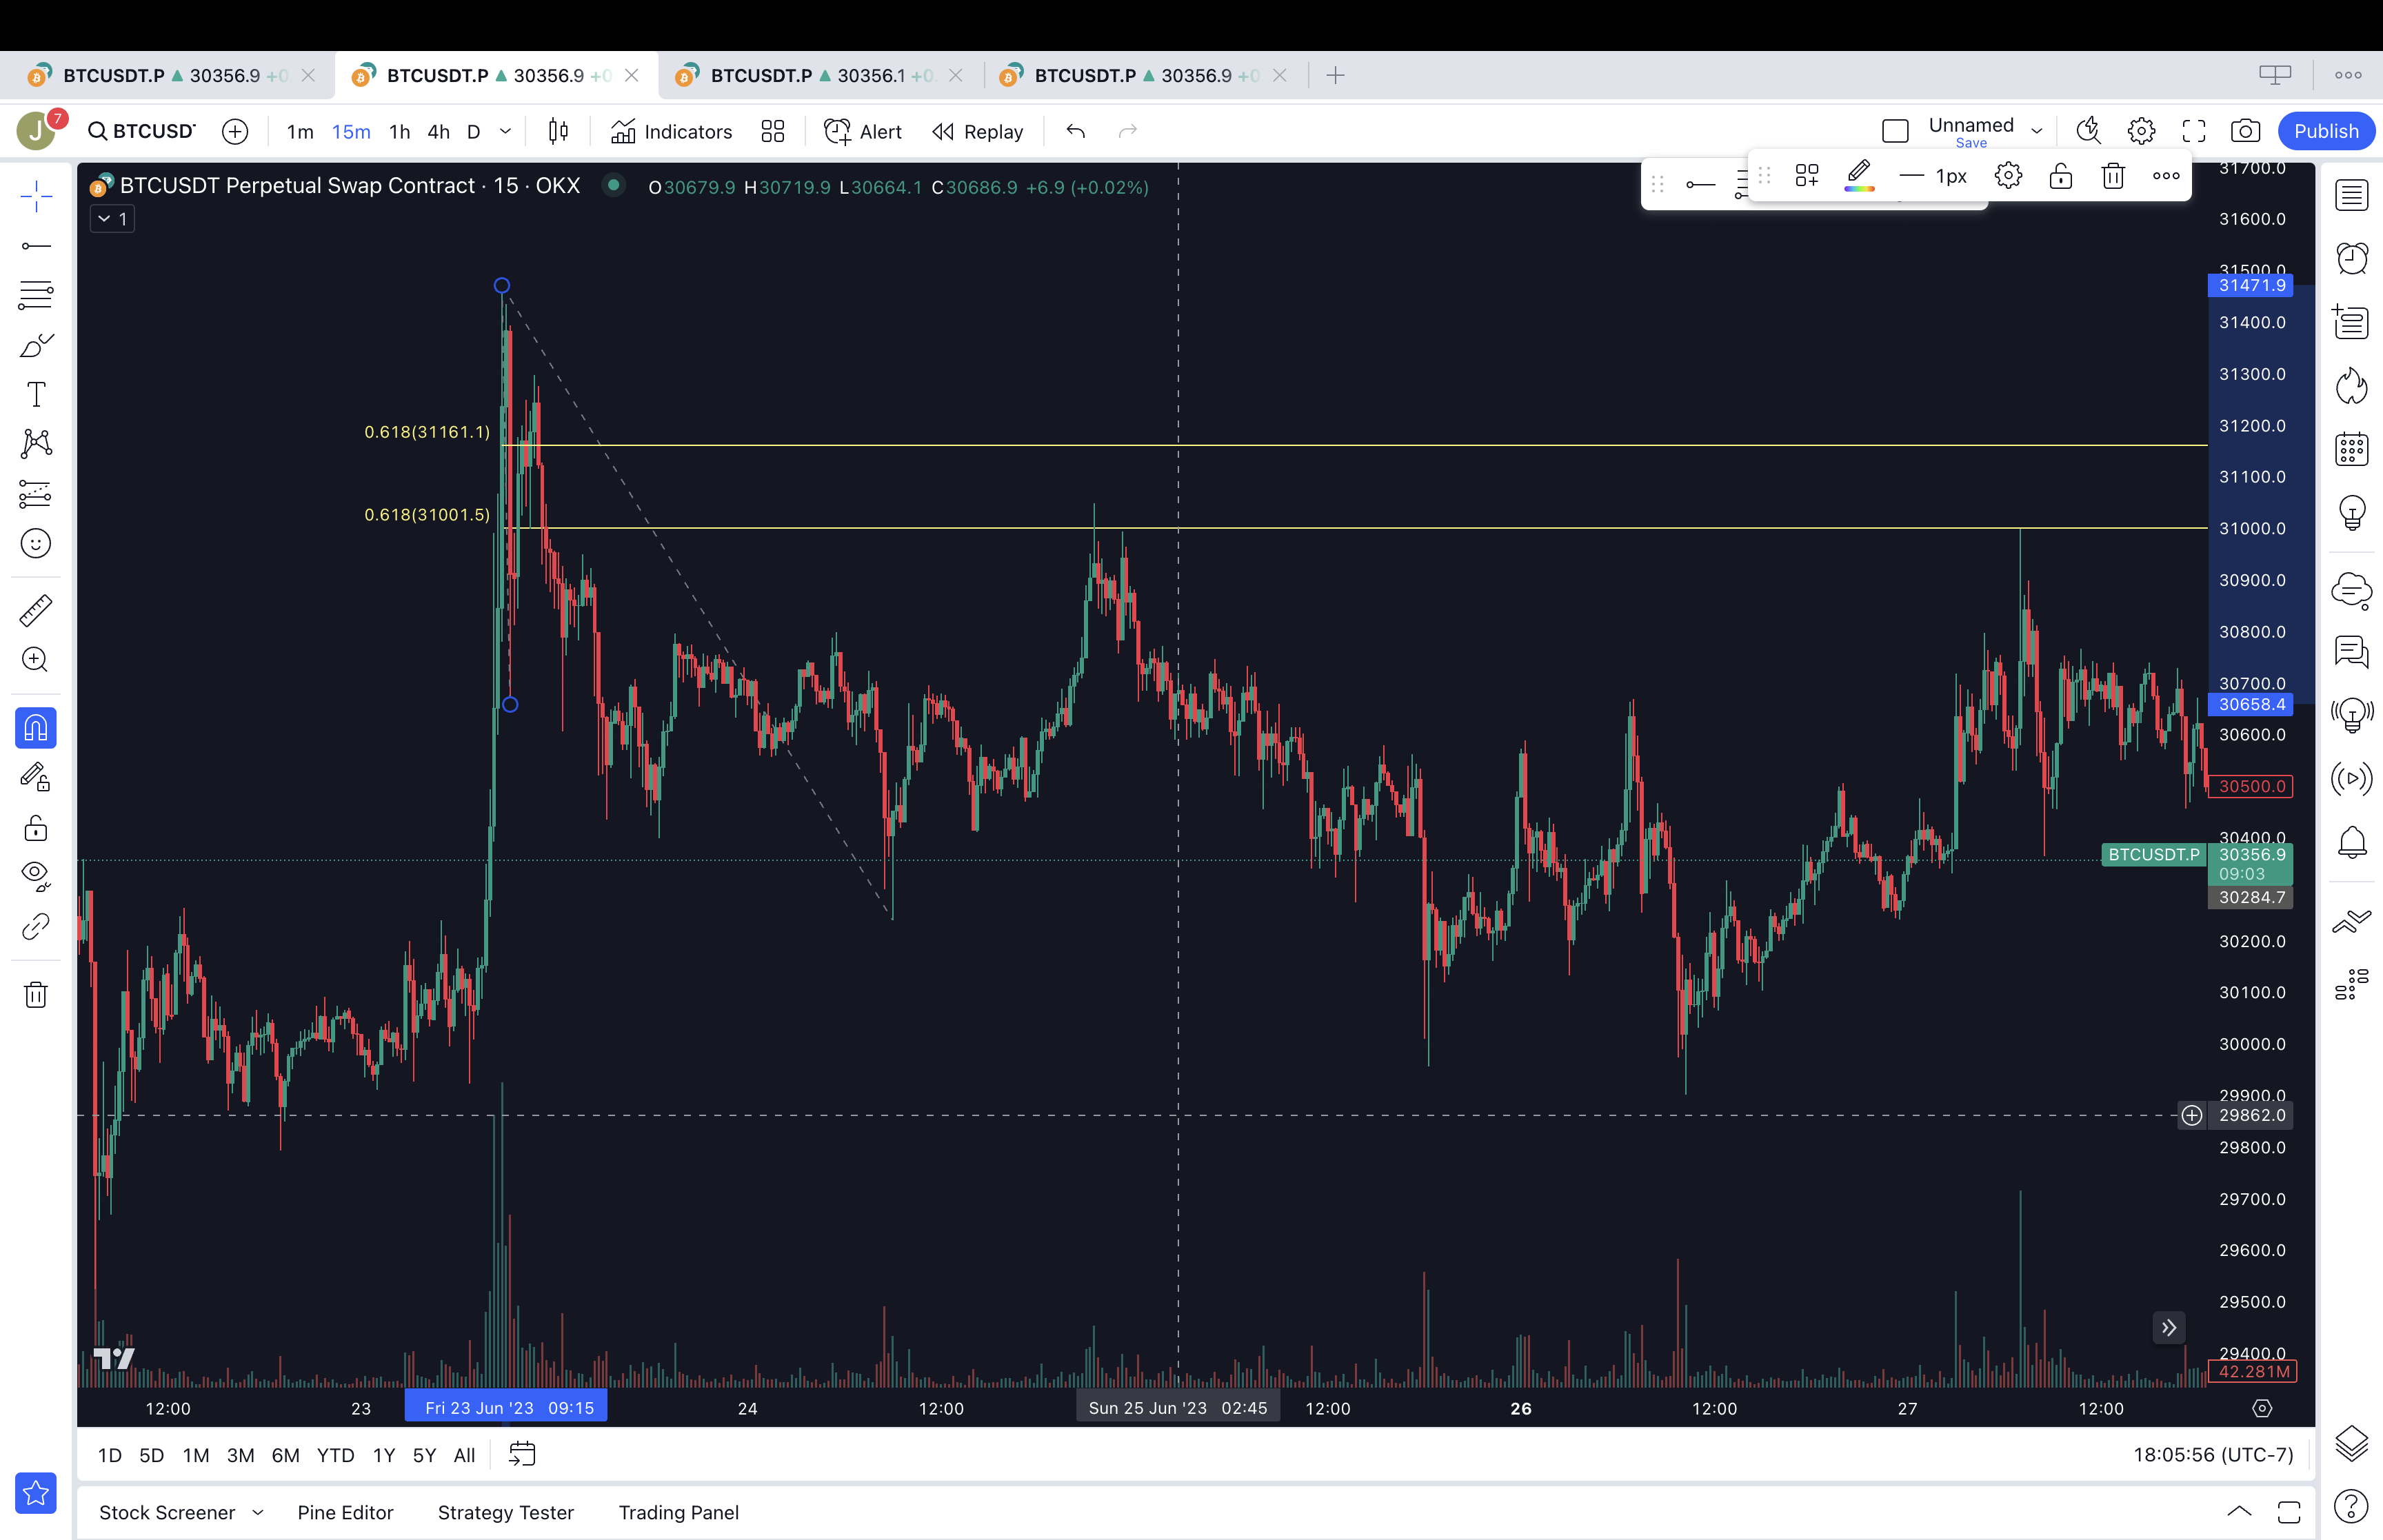 BTCUSDT.P ▲ 30356.9 +0
BTCUSDT.P ▲ 30356.9 +0
BTCUSDT.P ▲ 30356.1 +0.
BTCUSDT.P ▲ 30356.9 +0
J 7 BTCUSD 1m 15m 1h 4h D Indicators Alert Replay Unnamed Publish
Save
BTCUSDT Perpetual Swap Contract · 15 · OKX O30679.9 H30719.9 L30664.1 C30686.9 +6.9 (+0.02%)
1px
1
31700.0
31600.0
31500.0
31471.9
31400.0
31300.0
31200.0
0.618(31161.1)
31100.0
0.618(31001.5)
31000.0
30900.0
30800.0
30700.0
30658.4
30600.0
30500.0
30400.0
BTCUSDT.P 30356.9
09:03
30284.7
30200.0
30100.0
30000.0
29900.0
29862.0
29800.0
29700.0
29600.0
29500.0
29400.0
42.281M
12:00 23 Fri 23 Jun '23 09:15 24 12:00 Sun 25 Jun '23 02:45 12:00 26 12:00 27 12:00
1D 5D 1M 3M 6M YTD 1Y 5Y All 18:05:56 (UTC-7)
Stock Screener Pine Editor Strategy Tester Trading Panel